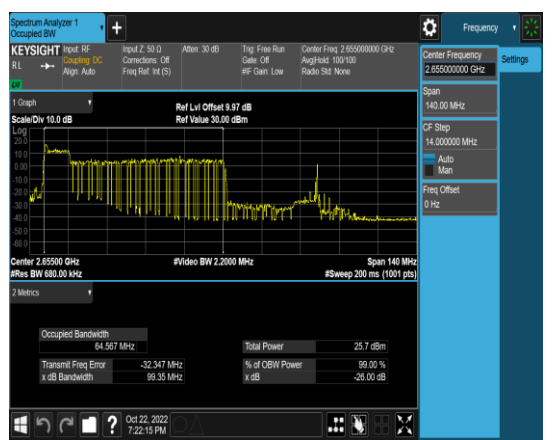 Spectrum Analyzer 1
Occupied BW
+
Frequency
KEYSIGHT
RL
Input: RF
Coupling: DC
Align: Auto
Input Z: 50 Ω
Corrections: Off
Freq Ref: Int (S)
Atten: 30 dB
Trig: Free Run
Gate: Off
#IF Gain: Low
Center Freq: 2.655000000 GHz
Avg|Hold: 100/100
Radio Std: None
Center Frequency
2.655000000 GHz
Settings
Span
140.00 MHz
CF Step
14.000000 MHz
Auto
Man
Freq Offset
0 Hz
1 Graph
Scale/Div 10.0 dB
Ref Lvl Offset 9.97 dB
Ref Value 30.00 dBm
Log
20.0
10.0
0.00
-10.0
-20.0
-30.0
-40.0
-50.0
-60.0
Center 2.65500 GHz
#Res BW 680.00 kHz
#Video BW 2.2000 MHz
Span 140 MHz
#Sweep 200 ms (1001 pts)
2 Metrics
Occupied Bandwidth
64.567 MHz
Total Power 25.7 dBm
Transmit Freq Error -32.347 MHz
% of OBW Power 99.00 %
x dB Bandwidth 99.35 MHz
x dB -26.00 dB
?
Oct 22, 2022
7:22:15 PM